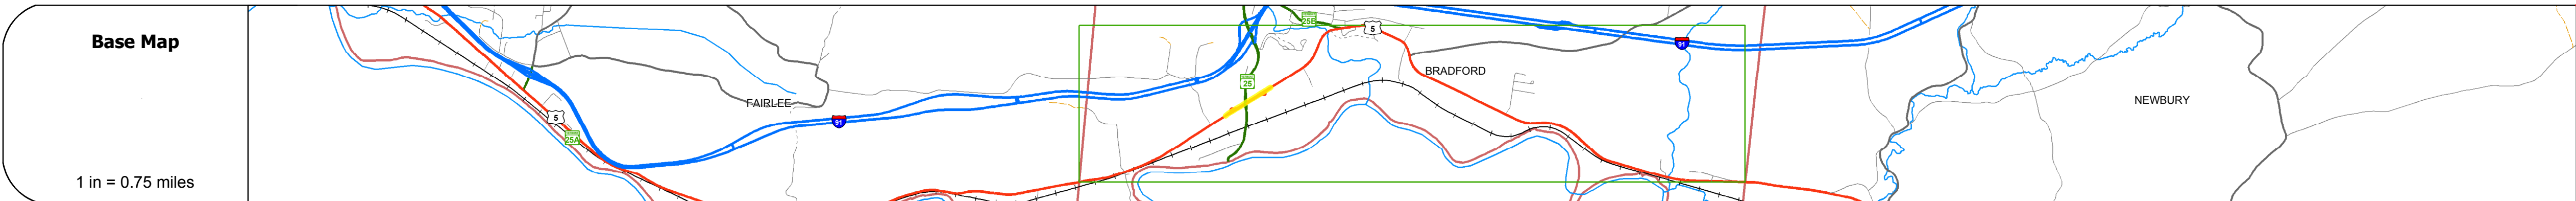 Base Map
1 in = 0.75 miles
5
25A
FAIRLEE
91
25
25B
5
BRADFORD
91
NEWBURY